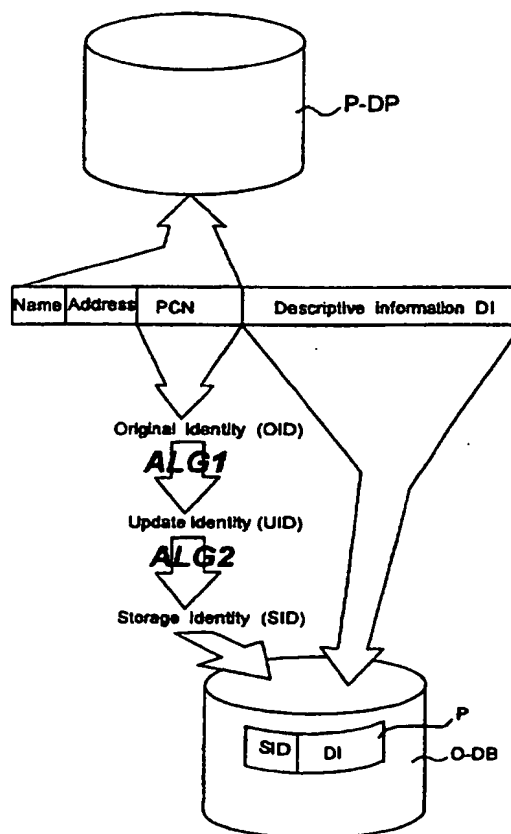 P-DP
Name Address PCN Descriptive information DI
Original Identity (OID)
ALG1
Update Identity (UID)
ALG2
Storage Identity (SID)
P
SID DI
O-DB